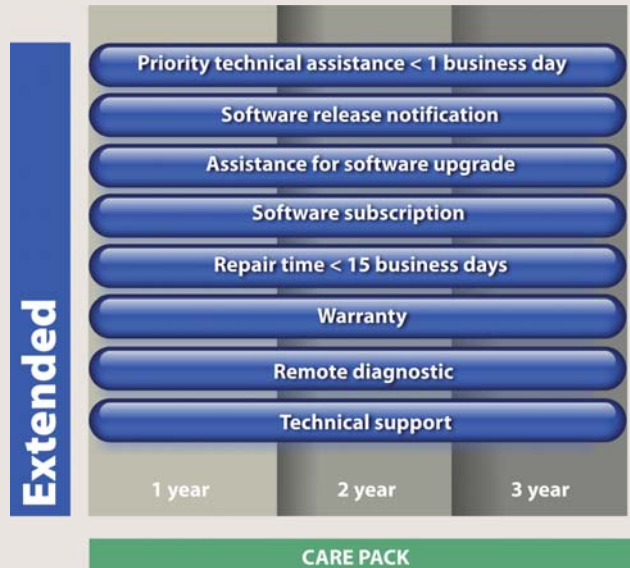 Extended
Priority technical assistance < 1 business day
Software release notification
Assistance for software upgrade
Software subscription
Repair time < 15 business days
Warranty
Remote diagnostic
Technical support
1 year
2 year
3 year
CARE PACK